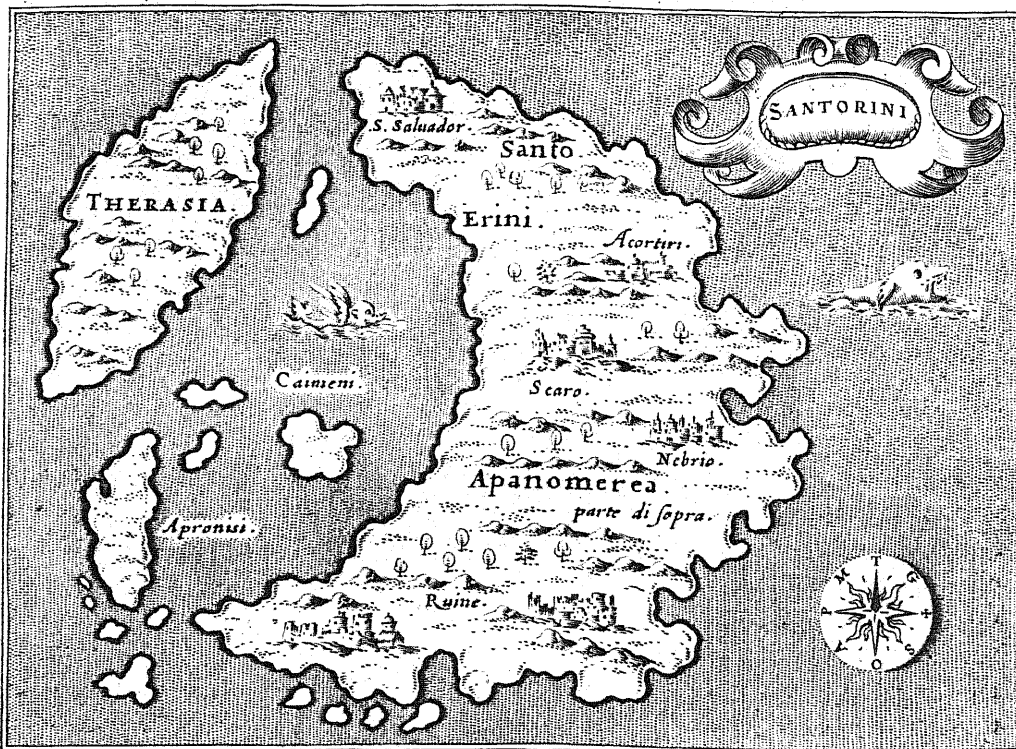 SANTORINI
S. Saluador.
Santo
Erini.
THERASIA.
Acortiri.
Caimeni.
Scaro.
Nebrio.
Apanomerea.
parte di sopra.
Apronisi.
Ruine.
T
G
S
O
A
P
M